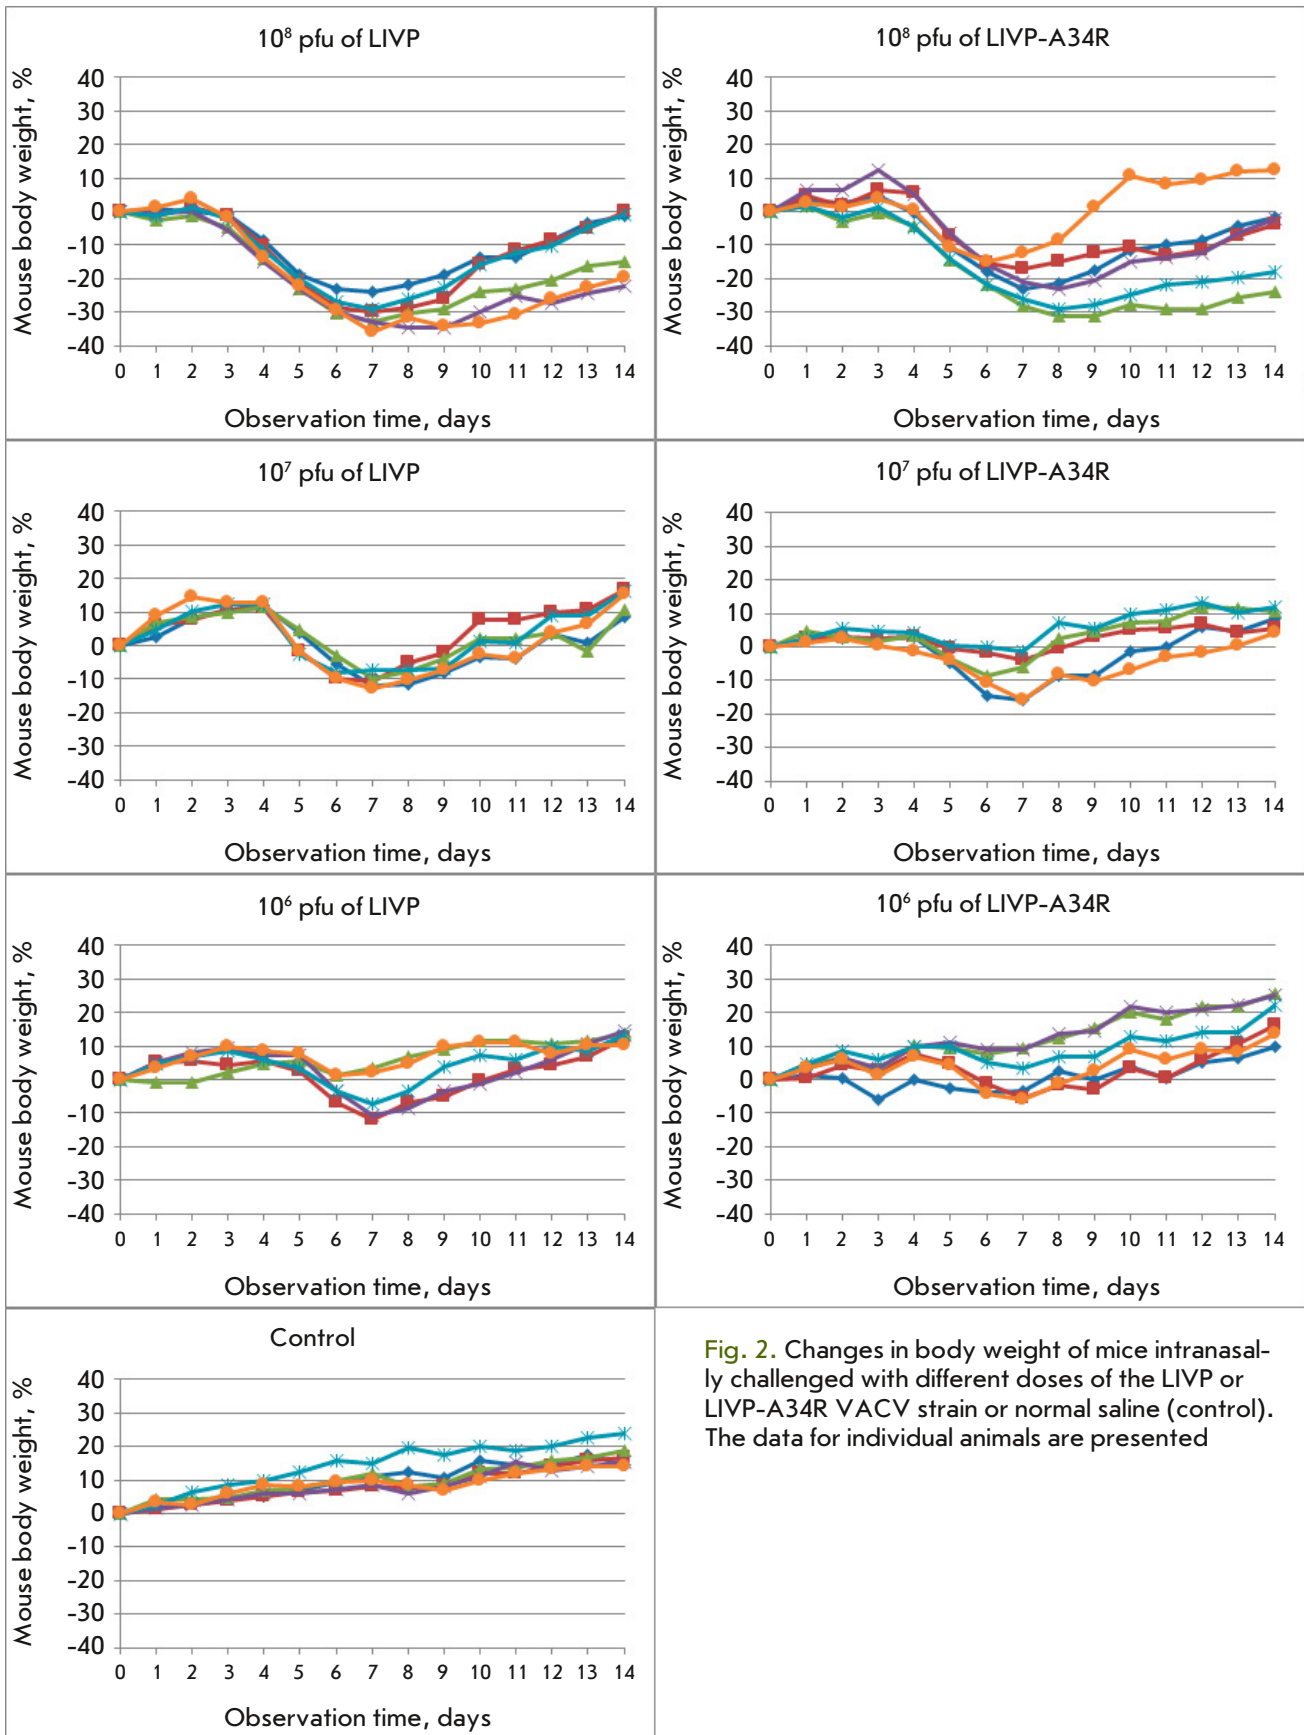 10⁸ pfu of LIVP
Mouse body weight, %
40
30
20
10
0
-10
-20
-30
-40
0 1 2 3 4 5 6 7 8 9 10 11 12 13 14
Observation time, days
10⁸ pfu of LIVP-A34R
Mouse body weight, %
40
30
20
10
0
-10
-20
-30
-40
0 1 2 3 4 5 6 7 8 9 10 11 12 13 14
Observation time, days
10⁷ pfu of LIVP
Mouse body weight, %
40
30
20
10
0
-10
-20
-30
-40
0 1 2 3 4 5 6 7 8 9 10 11 12 13 14
Observation time, days
10⁷ pfu of LIVP-A34R
Mouse body weight, %
40
30
20
10
0
-10
-20
-30
-40
0 1 2 3 4 5 6 7 8 9 10 11 12 13 14
Observation time, days
10⁶ pfu of LIVP
Mouse body weight, %
40
30
20
10
0
-10
-20
-30
-40
0 1 2 3 4 5 6 7 8 9 10 11 12 13 14
Observation time, days
10⁶ pfu of LIVP-A34R
Mouse body weight, %
40
30
20
10
0
-10
-20
-30
-40
0 1 2 3 4 5 6 7 8 9 10 11 12 13 14
Observation time, days
Control
Mouse body weight, %
40
30
20
10
0
-10
-20
-30
-40
0 1 2 3 4 5 6 7 8 9 10 11 12 13 14
Observation time, days
Fig. 2. Changes in body weight of mice intranasal-
ly challenged with different doses of the LIVP or
LIVP-A34R VACV strain or normal saline (control).
The data for individual animals are presented